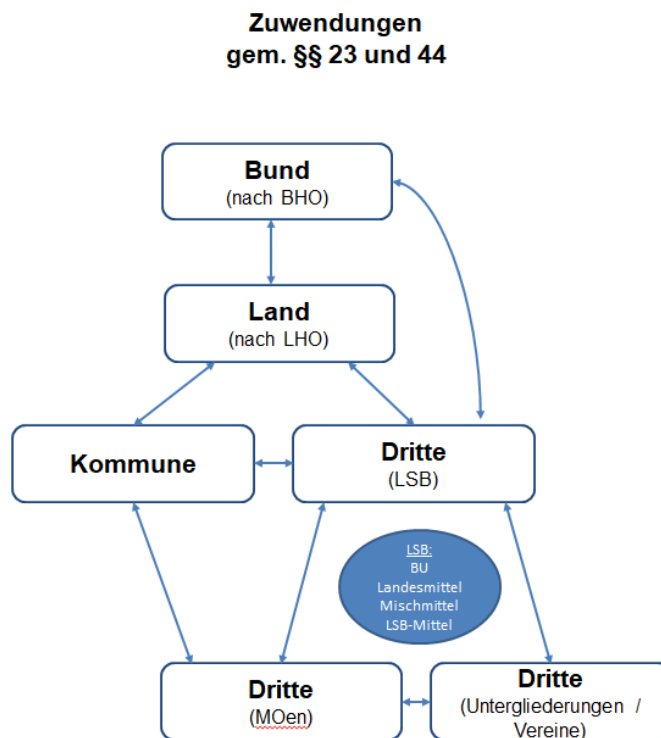 Zuwendungen
gem. §§ 23 und 44
Bund
(nach BHO)
Land
(nach LHO)
Kommune
Dritte
(LSB)
LSB:
BU
Landesmittel
Mischmittel
LSB-Mittel
Dritte
(MOen)
Dritte
(Untergliederungen /
Vereine)